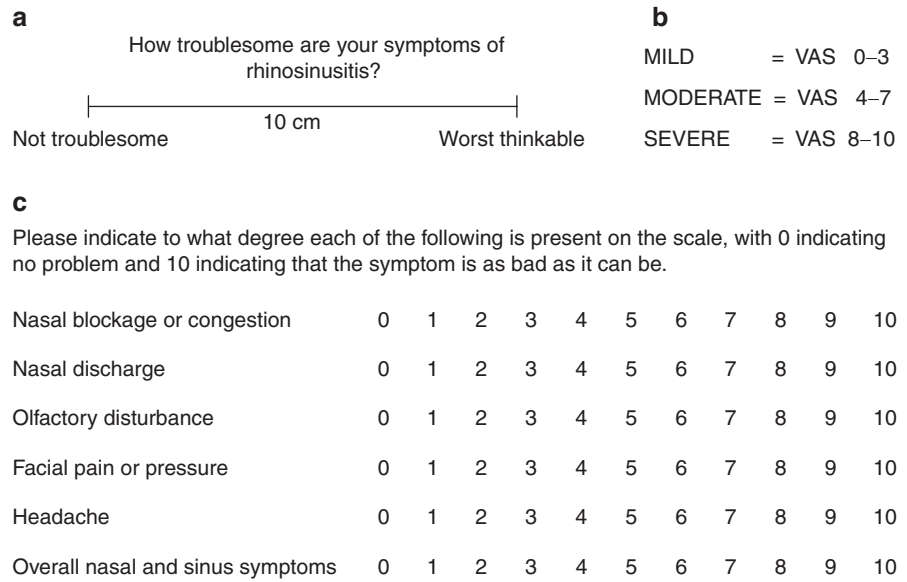 a
How troublesome are your symptoms of
rhinosinusitis?
10 cm
Not troublesome Worst thinkable
b
MILD = VAS 0–3
MODERATE = VAS 4–7
SEVERE = VAS 8–10
c
Please indicate to what degree each of the following is present on the scale, with 0 indicating
no problem and 10 indicating that the symptom is as bad as it can be.
Nasal blockage or congestion 0 1 2 3 4 5 6 7 8 9 10
Nasal discharge 0 1 2 3 4 5 6 7 8 9 10
Olfactory disturbance 0 1 2 3 4 5 6 7 8 9 10
Facial pain or pressure 0 1 2 3 4 5 6 7 8 9 10
Headache 0 1 2 3 4 5 6 7 8 9 10
Overall nasal and sinus symptoms 0 1 2 3 4 5 6 7 8 9 10